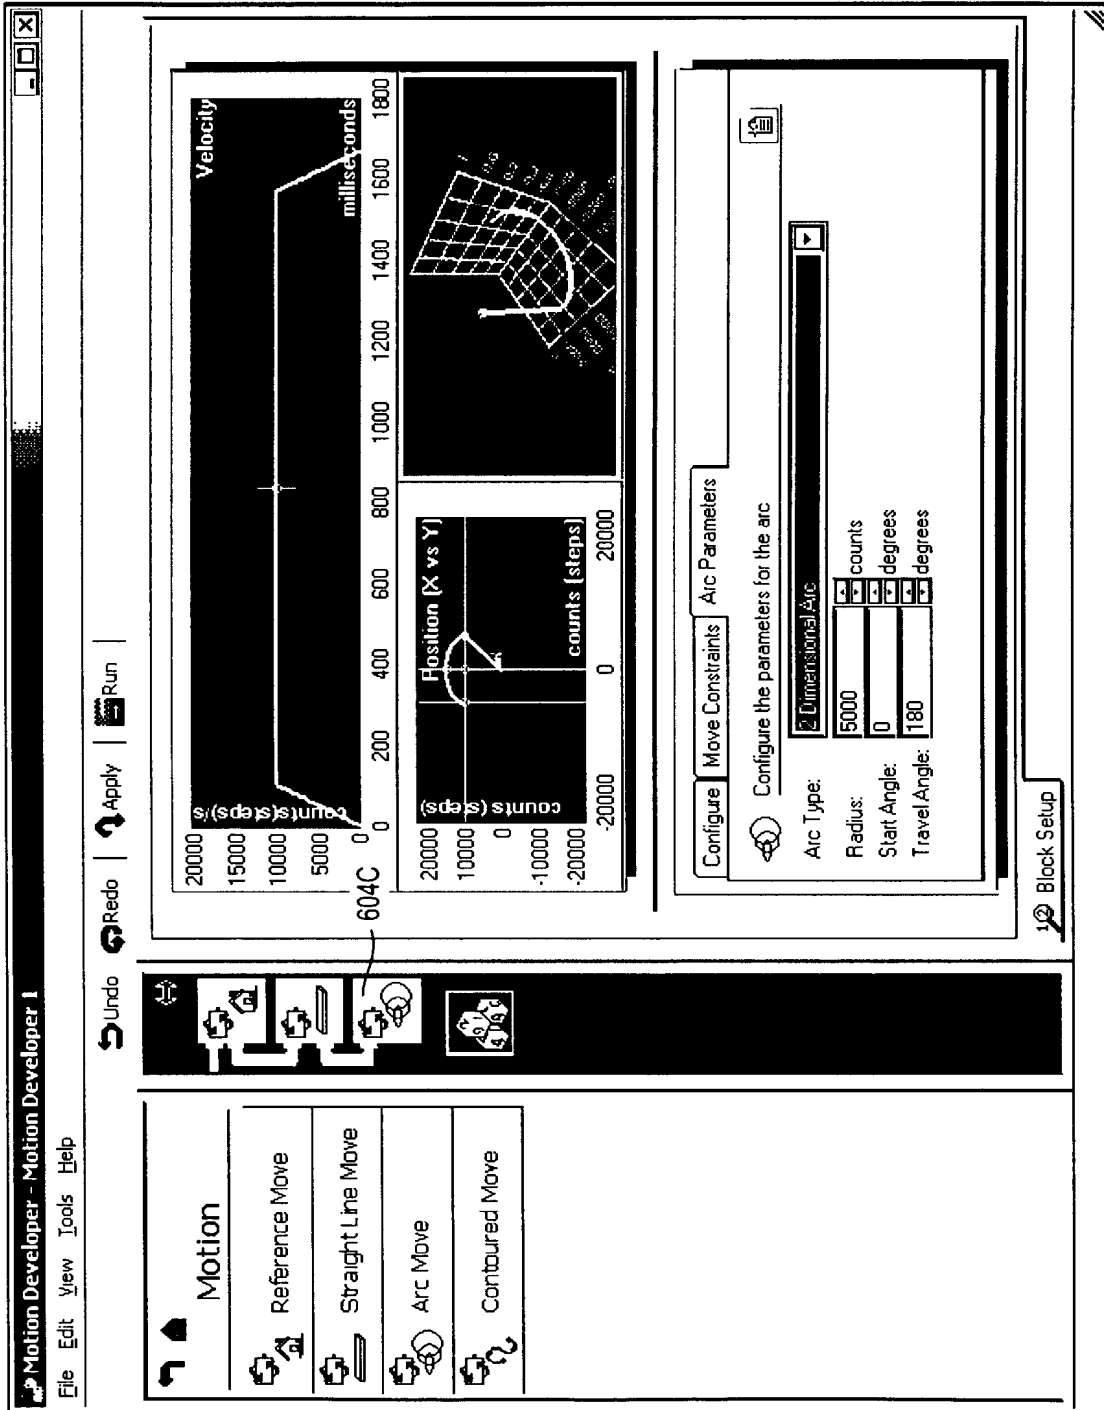 Motion Developer - Motion Developer 1
File Edit View Tools Help
Undo Redo Apply Run
Motion
Reference Move
Straight Line Move
Arc Move
Contoured Move
604C
Velocity
counts(steps)/s
20000
15000
10000
5000
0
0 200 400 600 800 1000 1200 1400 1600 1800
milliseconds
Position (X vs Y)
counts (steps)
20000
10000
0
-10000
-20000
-20000 0 20000
counts (steps)
Configure Move Constraints Arc Parameters
Configure the parameters for the arc
Arc Type: 2 Dimensional Arc
Radius: 5000 counts
Start Angle: 0 degrees
Travel Angle: 180 degrees
Block Setup